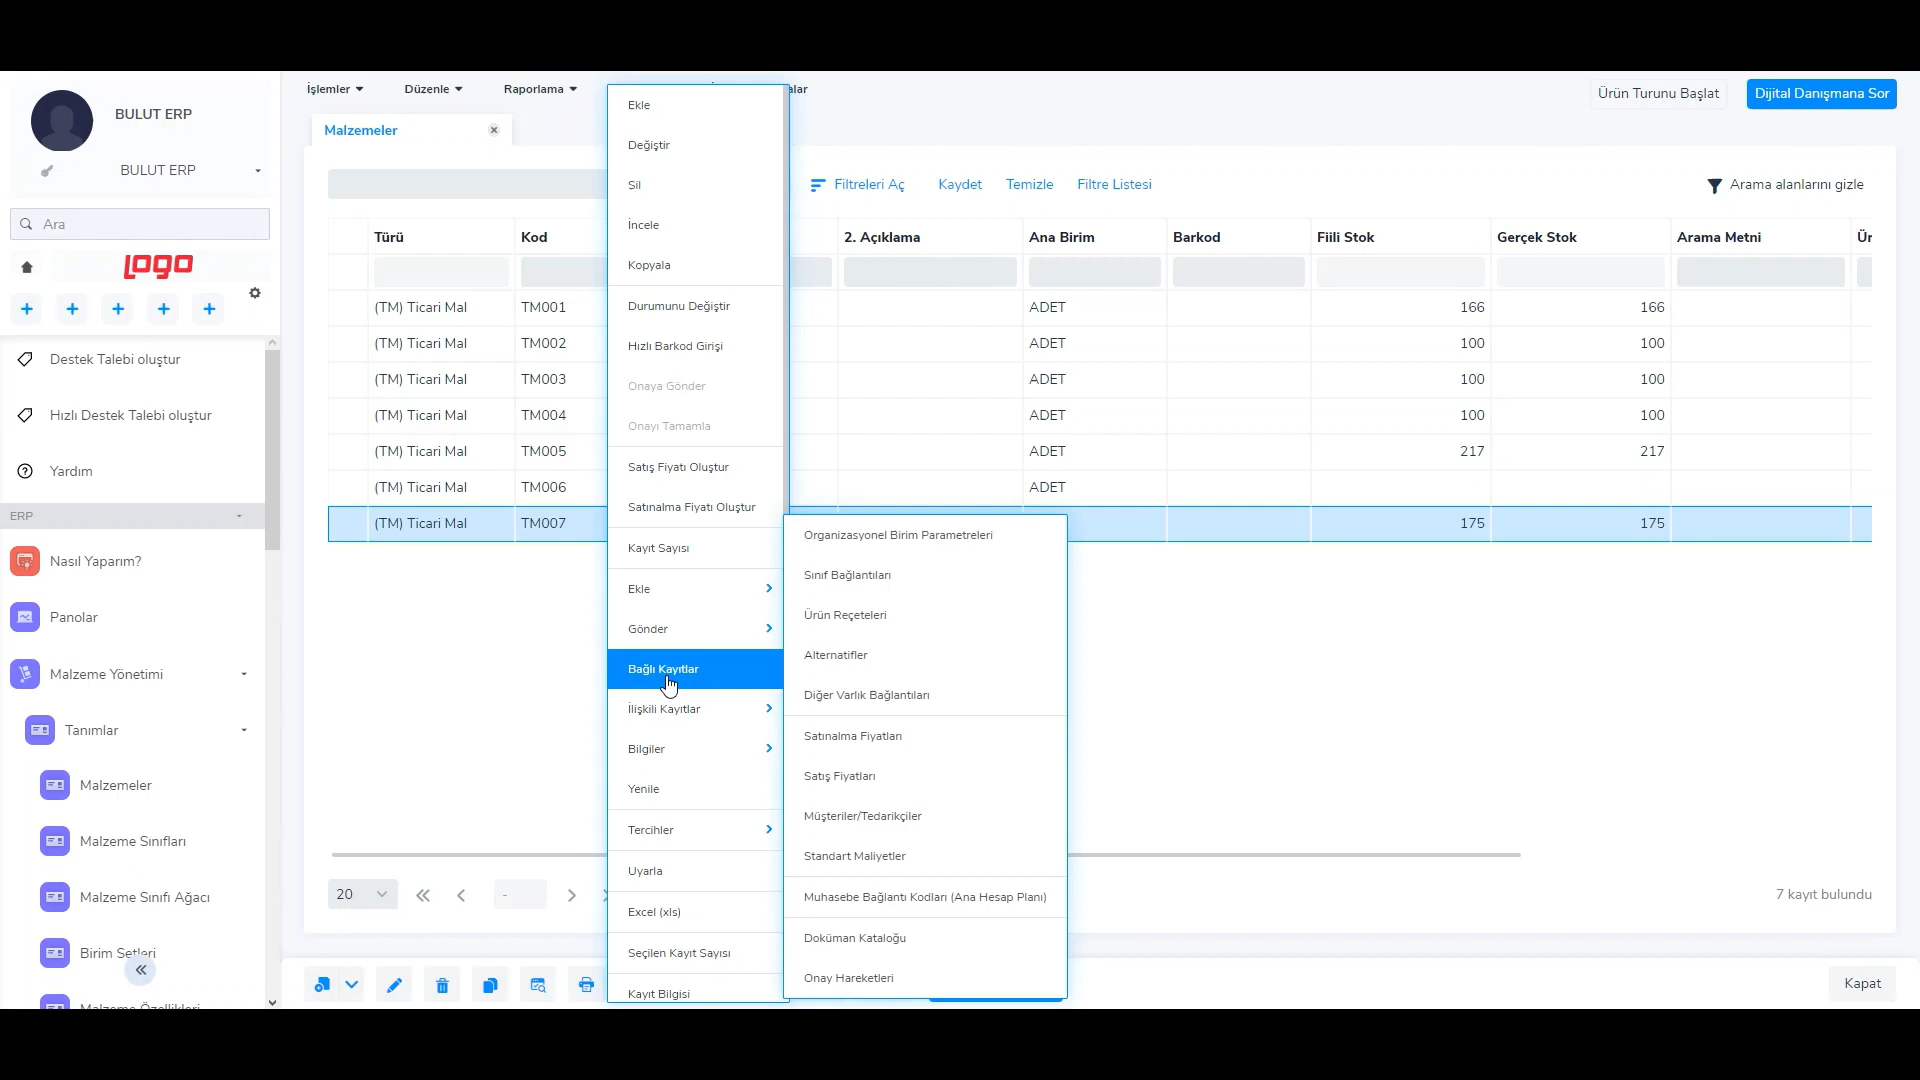 BULUT ERP
BULUT ERP
Ara
logo
Destek Talebi oluştur
Hızlı Destek Talebi oluştur
Yardım
ERP
Nasıl Yaparım?
Panolar
Malzeme Yönetimi
Tanımlar
Malzemeler
Malzeme Sınıfları
Malzeme Sınıfı Ağacı
Birim Setleri
Malzeme Özellikleri
İşlemler
Düzenle
Raporlama
alar
Ürün Turunu Başlat
Dijital Danışmana Sor
Malzemeler
Filtreleri Aç
Kaydet
Temizle
Filtre Listesi
Arama alanlarını gizle
Türü Kod 2. Açıklama Ana Birim Barkod Fiili Stok Gerçek Stok Arama Metni Ür
(TM) Ticari Mal TM001 ADET 166 166
(TM) Ticari Mal TM002 ADET 100 100
(TM) Ticari Mal TM003 ADET 100 100
(TM) Ticari Mal TM004 ADET 100 100
(TM) Ticari Mal TM005 ADET 217 217
(TM) Ticari Mal TM006 ADET
(TM) Ticari Mal TM007 175 175
Ekle
Değiştir
Sil
İncele
Kopyala
Durumunu Değiştir
Hızlı Barkod Girişi
Onaya Gönder
Onayı Tamamla
Satış Fiyatı Oluştur
Satınalma Fiyatı Oluştur
Kayıt Sayısı
Ekle
Gönder
Bağlı Kayıtlar
İlişkili Kayıtlar
Bilgiler
Yenile
Tercihler
Uyarla
Excel (xls)
Seçilen Kayıt Sayısı
Kayıt Bilgisi
Organizasyonel Birim Parametreleri
Sınıf Bağlantıları
Ürün Reçeteleri
Alternatifler
Diğer Varlık Bağlantıları
Satınalma Fiyatları
Satış Fiyatları
Müşteriler/Tedarikçiler
Standart Maliyetler
Muhasebe Bağlantı Kodları (Ana Hesap Planı)
Doküman Kataloğu
Onay Hareketleri
20
-
7 kayıt bulundu
Kapat